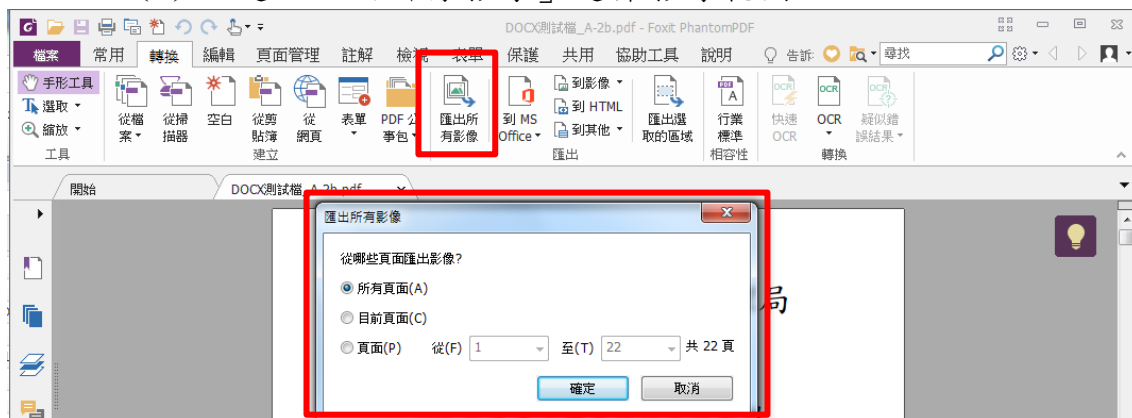 DOCX測試檔_A-2b.pdf - Foxit PhantomPDF
檔案 常用 轉換 編輯 頁面管理 註解 檢視 表單 保護 共用 協助工具 說明 告訴 尋找
手形工具
選取
縮放
工具
從檔案
從掃描器
空白
從剪貼簿
從網頁
建立
表單
PDF 公事包
匯出所有影像
到 MS Office
到影像
到 HTML
到其他
匯出選取的區域
匯出
PDF/A
行業標準
相容性
OCR
快速 OCR
OCR
OCR
OCR
疑似錯誤結果
轉換
開始 DOCX測試檔_A-2b.pdf
匯出所有影像
從哪些頁面匯出影像?
所有頁面(A)
目前頁面(C)
頁面(P) 從(F) 1 至(T) 22 共 22 頁
確定 取消
局